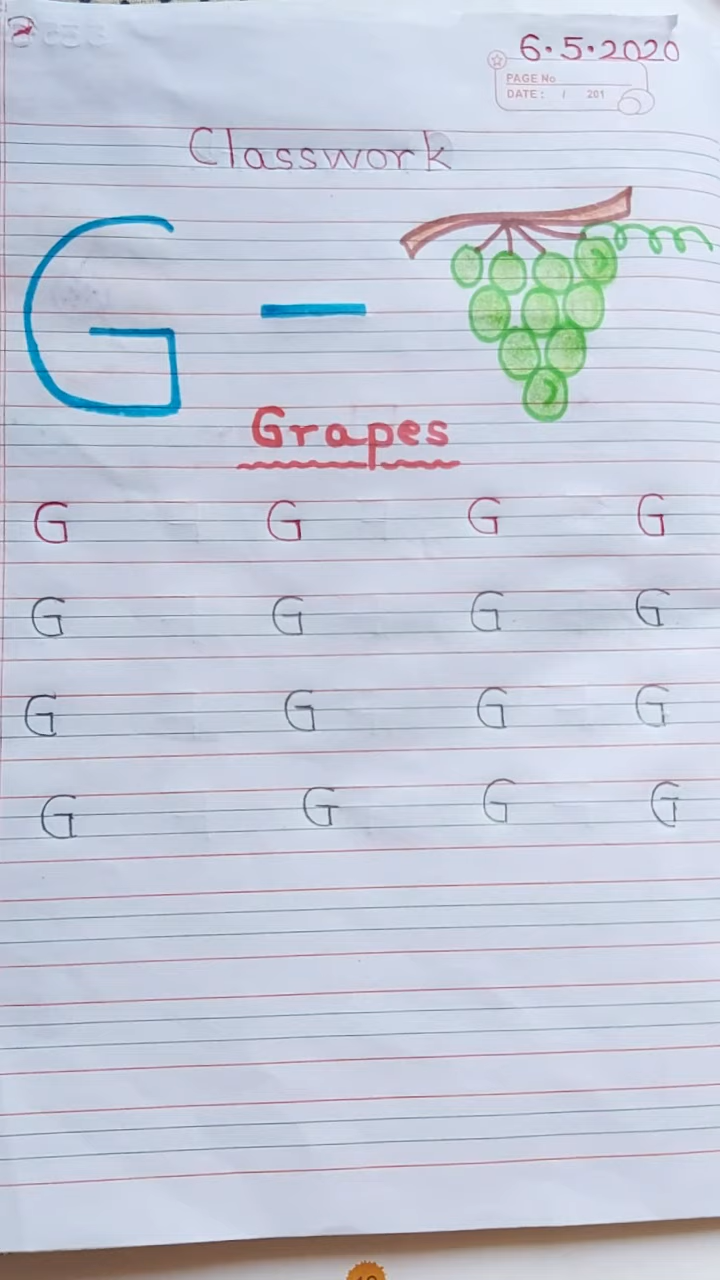 6.5.2020
PAGE No
DATE: / 201
Classwork
G –
Grapes
G G G G
G G G G
G G G G
G G G G